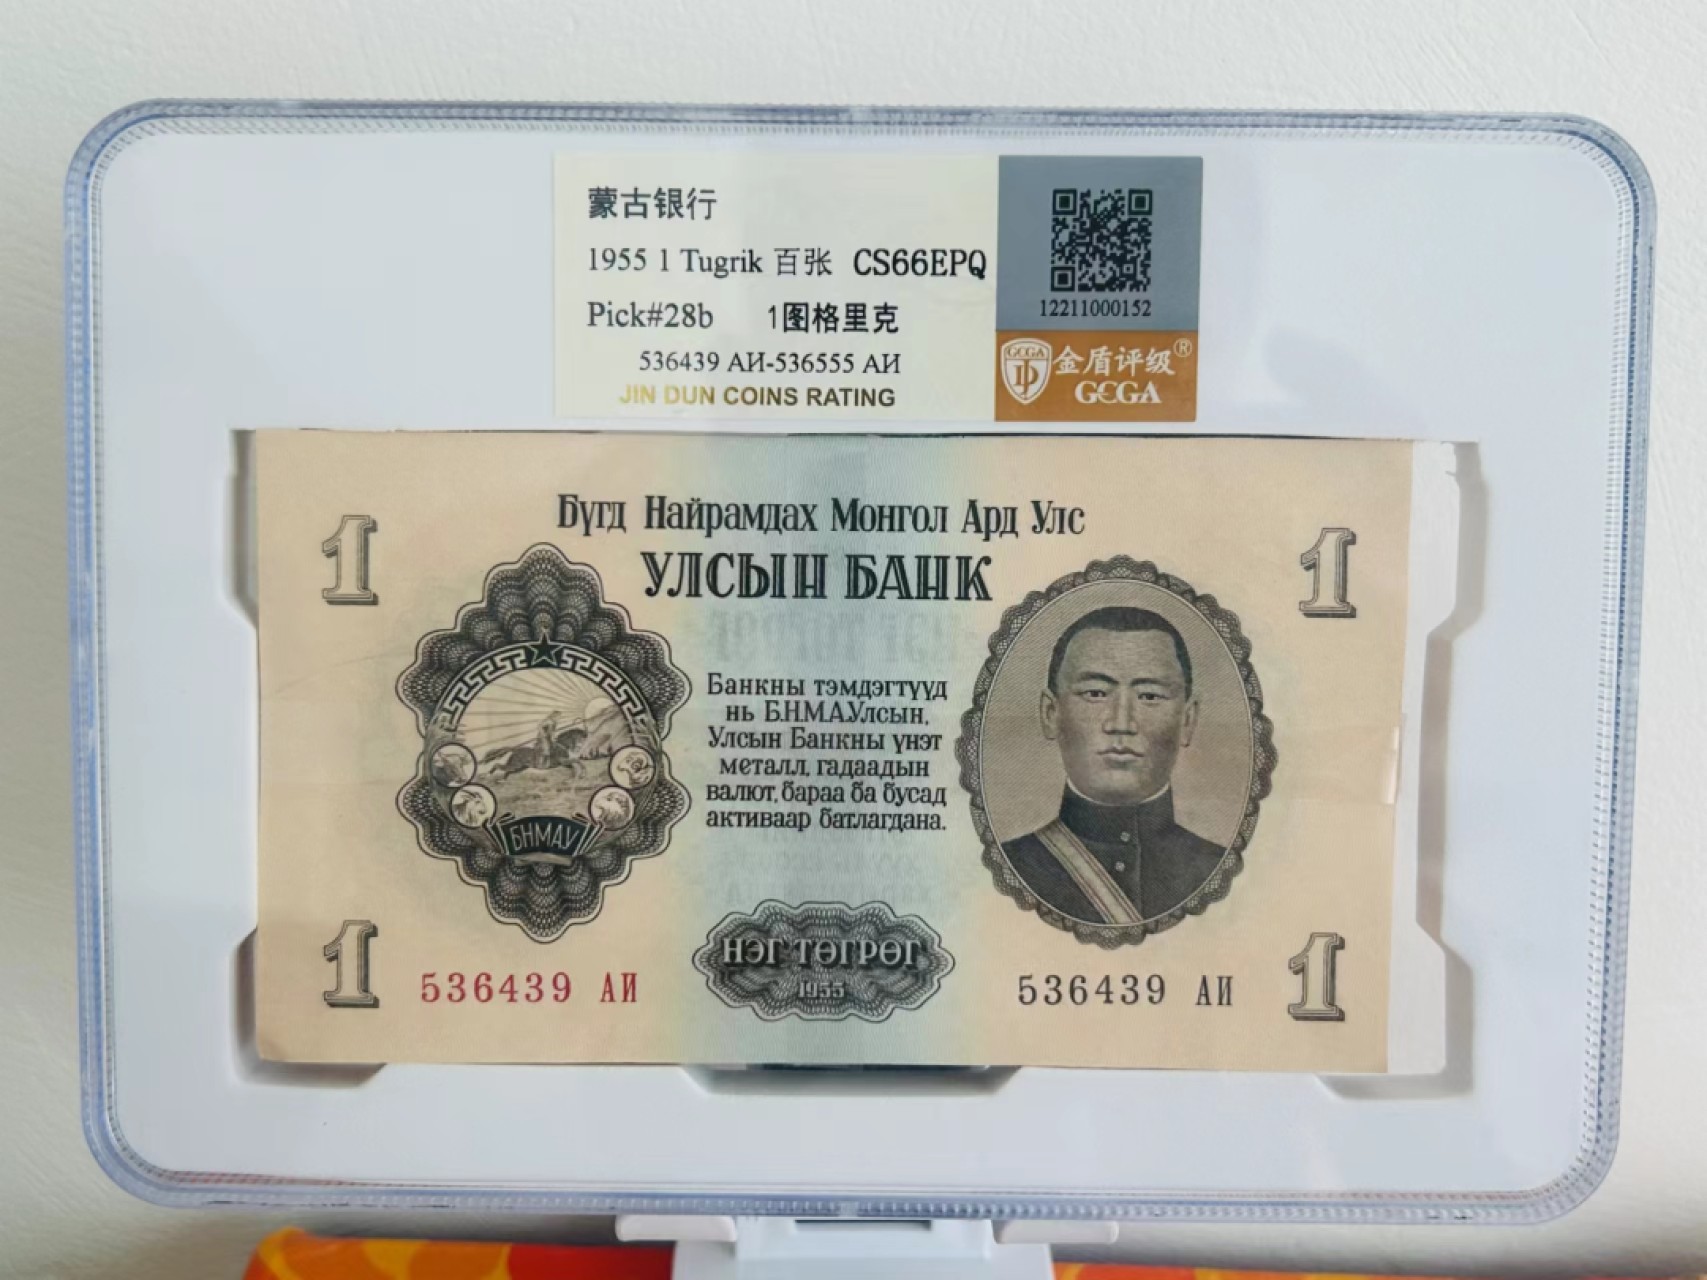 蒙古银行
1955 1 Tugrik 百张 CS66EPQ
Pick#28b 1图格里克
536439 АИ-536555 АИ
JIN DUN COINS RATING
12211000152
GCGA
金盾评级®
GCGA
1
1
Бүгд Найрамдах Монгол Ард Улс
УЛСЫН БАНК
Банкны тэмдэгтүүд
нь Б.Н.М.А.Улсын,
Улсын Банкны үнэт
металл, гадаадын
валют, бараа ба бусад
активаар батлагдана.
БНМАУ
НЭГ ТӨГРӨГ
1955
1
536439 АИ
536439 АИ
1